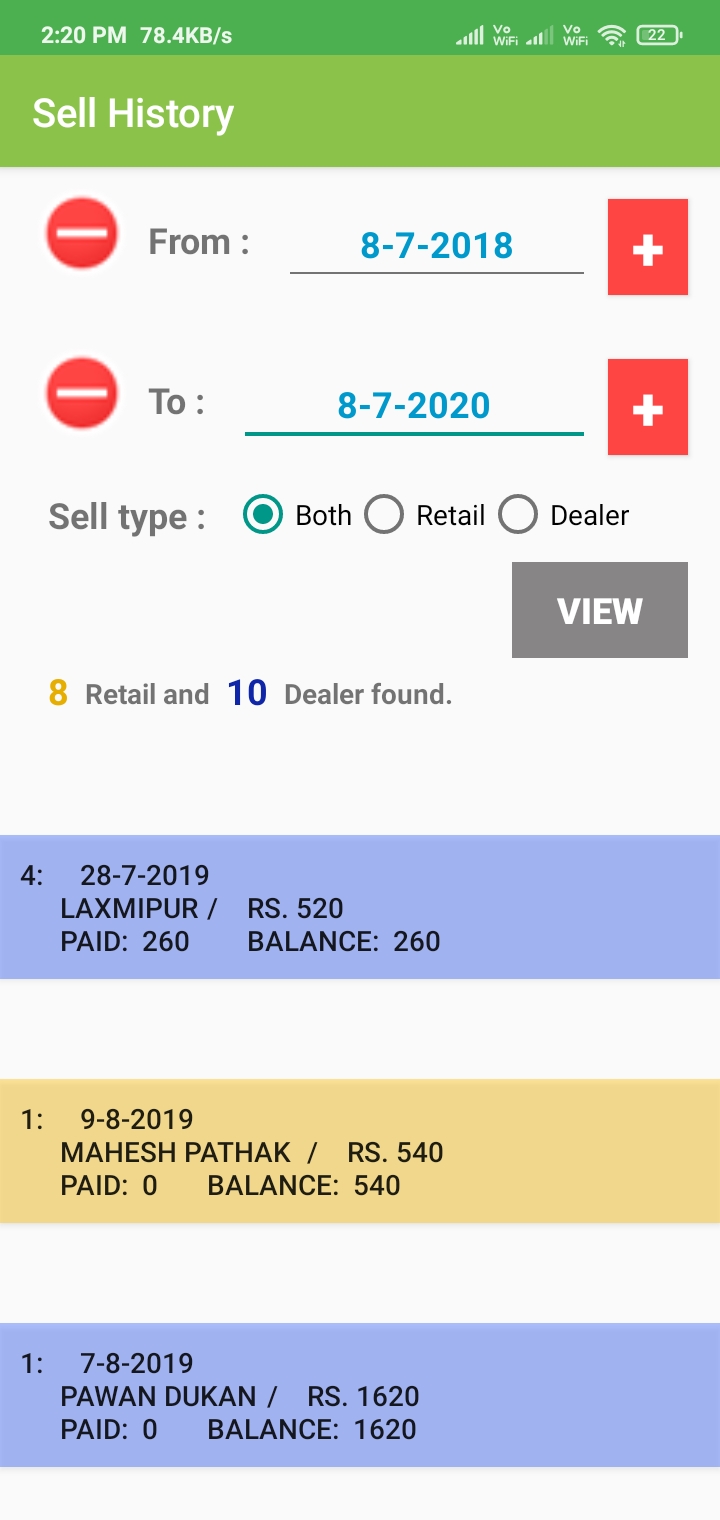 2:20 PM 78.4KB/s Vo WiFi Vo WiFi 22
Sell History
From : 8-7-2018 +
To : 8-7-2020 +
Sell type : Both Retail Dealer
VIEW
8 Retail and 10 Dealer found.
4: 28-7-2019
LAXMIPUR / RS. 520
PAID: 260 BALANCE: 260
1: 9-8-2019
MAHESH PATHAK / RS. 540
PAID: 0 BALANCE: 540
1: 7-8-2019
PAWAN DUKAN / RS. 1620
PAID: 0 BALANCE: 1620